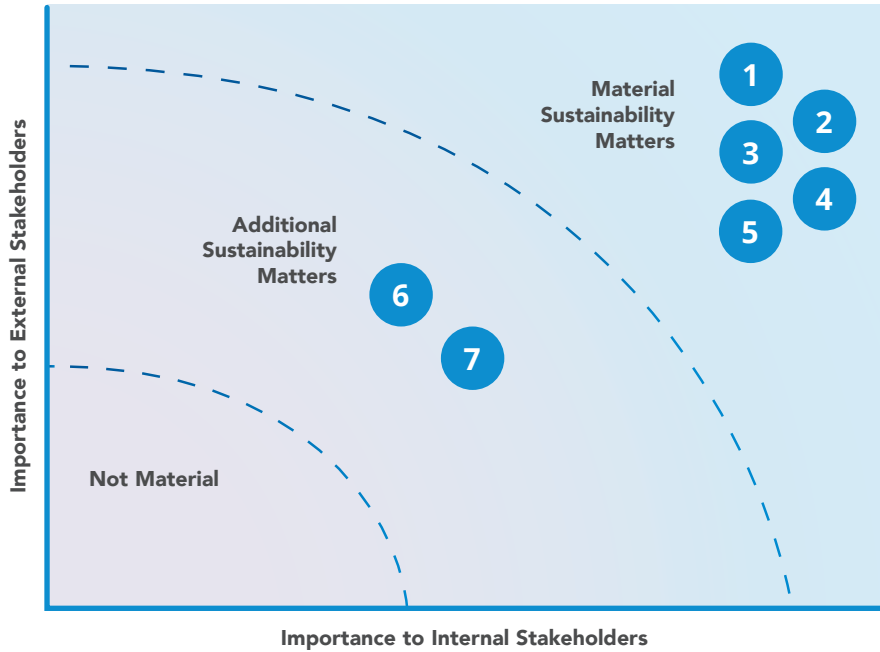 Importance to External Stakeholders
Material
Sustainability
Matters
1
2
3
4
5
Additional
Sustainability
Matters
6
7
Not Material
Importance to Internal Stakeholders